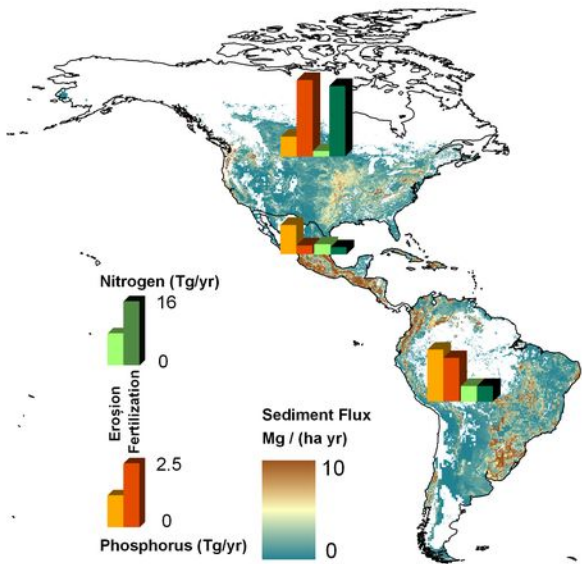 Nitrogen (Tg/yr)
16
0
Erosion
Fertilization
2.5
0
Phosphorus (Tg/yr)
Sediment Flux
Mg / (ha yr)
10
0